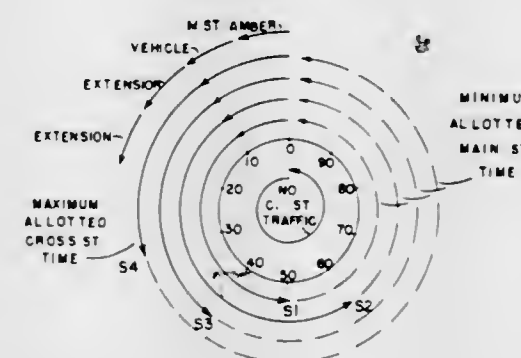 M. ST. AMBER
VEHICLE
EXTENSION
EXTENSION
MINIMU
ALLOTTED
MAIN ST
TIME
0
10
90
20
80
30
70
40
60
50
NO
C. ST
TRAFFIC
MAXIMUM
ALLOTTED
CROSS ST
TIME
S4
S3
S1
S2